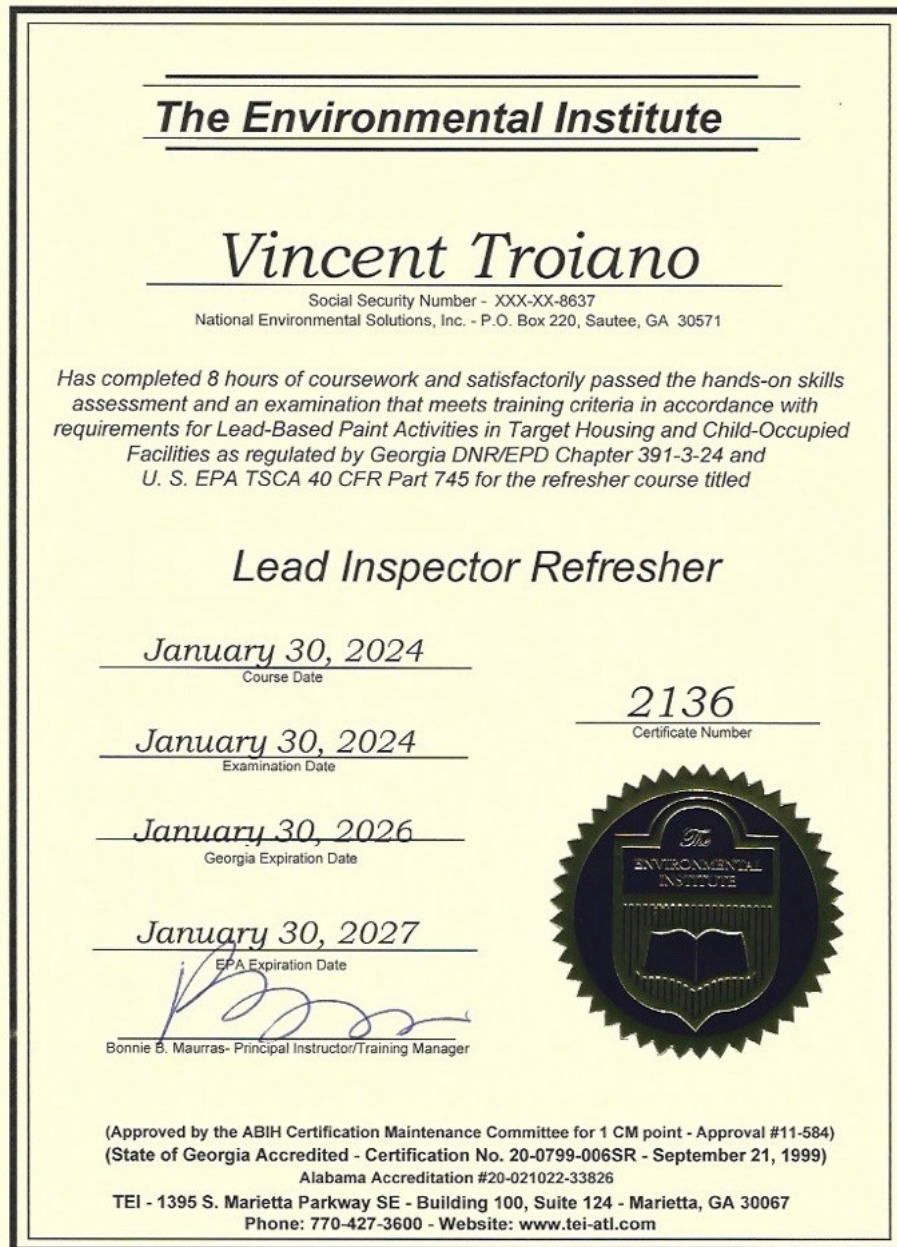 The Environmental Institute
Vincent Troiano
Social Security Number - XXX-XX-8637
National Environmental Solutions, Inc. - P.O. Box 220, Sautee, GA 30571
Has completed 8 hours of coursework and satisfactorily passed the hands-on skills
assessment and an examination that meets training criteria in accordance with
requirements for Lead-Based Paint Activities in Target Housing and Child-Occupied
Facilities as regulated by Georgia DNR/EPD Chapter 391-3-24 and
U. S. EPA TSCA 40 CFR Part 745 for the refresher course titled
Lead Inspector Refresher
January 30, 2024
Course Date
2136
Certificate Number
January 30, 2024
Examination Date
January 30, 2026
Georgia Expiration Date
January 30, 2027
EPA Expiration Date
Bonnie B. Maurras- Principal Instructor/Training Manager
The
ENVIRONMENTAL
INSTITUTE
(Approved by the ABIH Certification Maintenance Committee for 1 CM point - Approval #11-584)
(State of Georgia Accredited - Certification No. 20-0799-006SR - September 21, 1999)
Alabama Accreditation #20-021022-33826
TEI - 1395 S. Marietta Parkway SE - Building 100, Suite 124 - Marietta, GA 30067
Phone: 770-427-3600 - Website: www.tei-atl.com